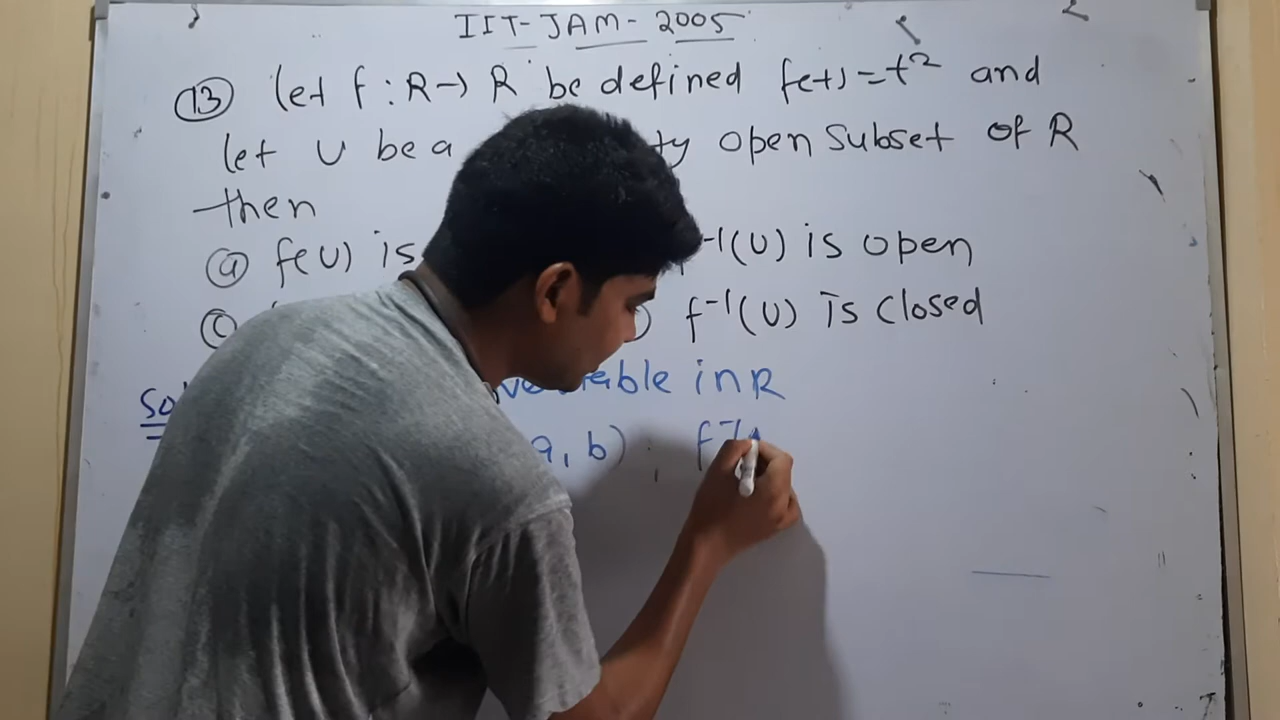 IIT-JAM-2005
13 let f : R→ R be defined f(t) = t² and
let U be a ty open subset of R
then
a f(U) is -1(U) is open
c f⁻¹(U) is closed
So in R
a, b) ; f⁻¹